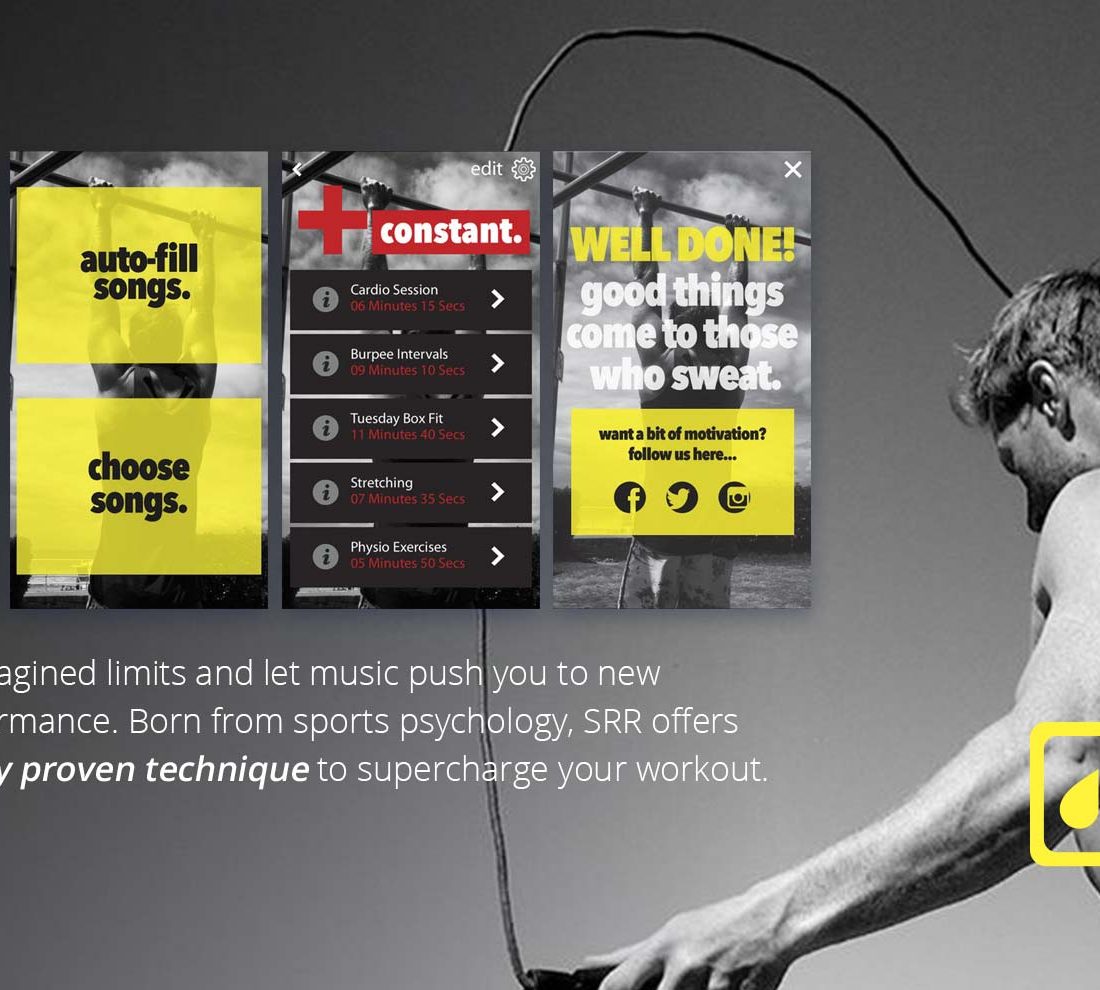 auto-fill
songs.
choose
songs.
edit
constant.
Cardio Session
06 Minutes 15 Secs
Burpee Intervals
09 Minutes 10 Secs
Tuesday Box Fit
11 Minutes 40 Secs
Stretching
07 Minutes 35 Secs
Physio Exercises
05 Minutes 50 Secs
WELL DONE!
good things
come to those
who sweat.
want a bit of motivation?
follow us here...
agined limits and let music push you to new
rmance. Born from sports psychology, SRR offers
y proven technique to supercharge your workout.